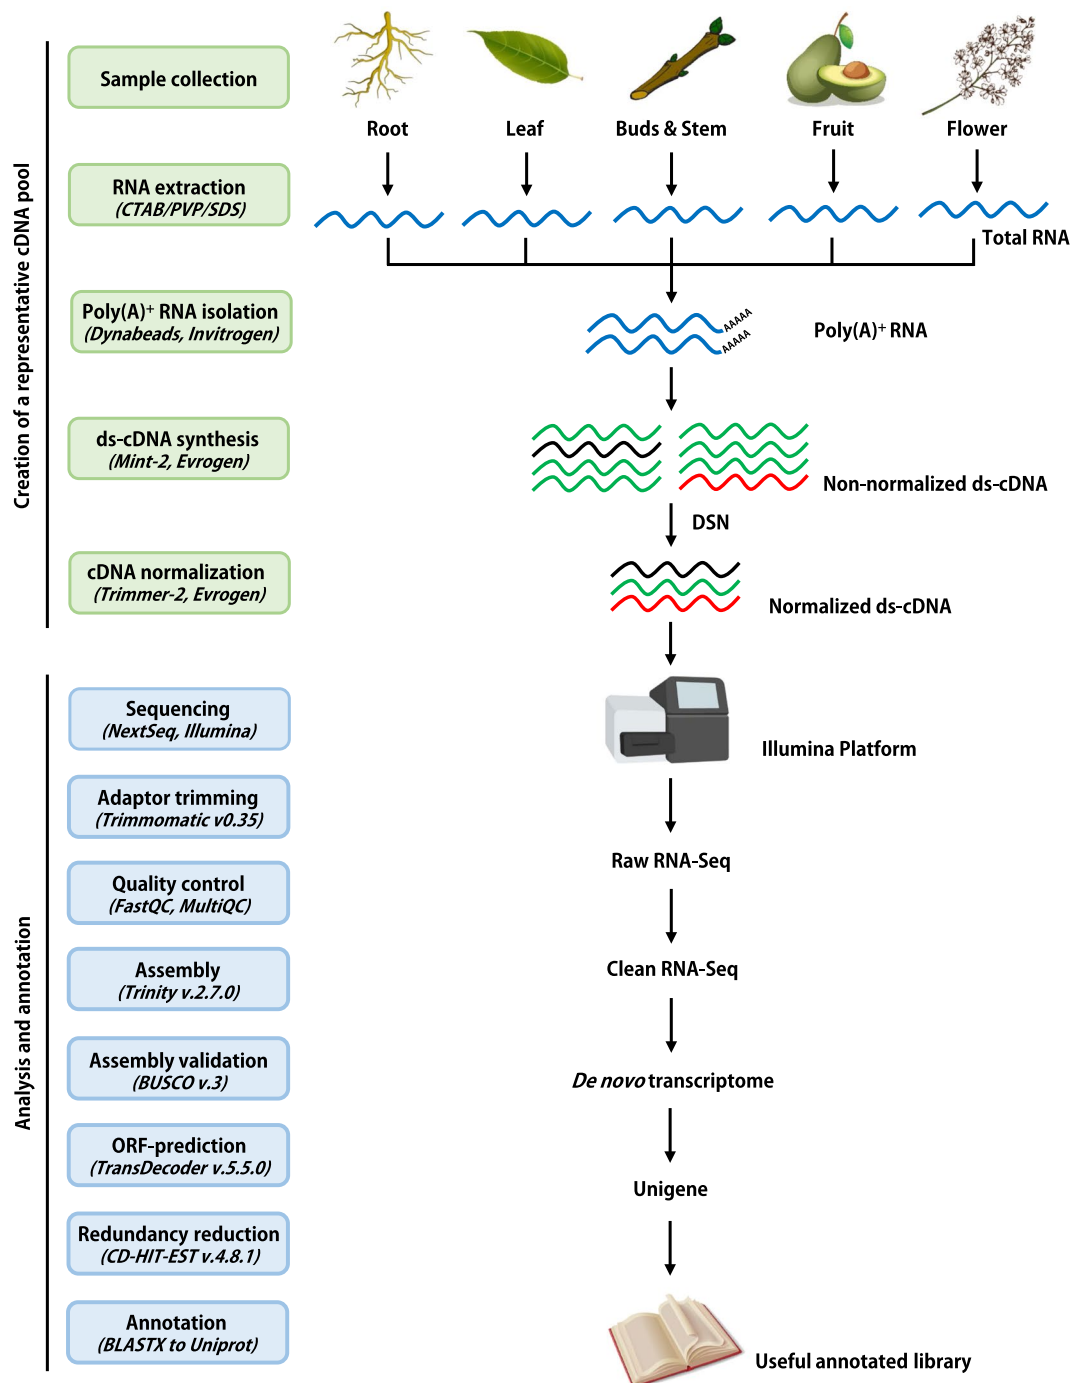 Creation of a representative cDNA pool
Sample collection
Root
Leaf
Buds & Stem
Fruit
Flower
RNA extraction
(CTAB/PVP/SDS)
Total RNA
Poly(A)+ RNA isolation
(Dynabeads, Invitrogen)
AAAAA
AAAAA
Poly(A)+ RNA
ds-cDNA synthesis
(Mint-2, Evrogen)
Non-normalized ds-cDNA
DSN
cDNA normalization
(Trimmer-2, Evrogen)
Normalized ds-cDNA
Analysis and annotation
Sequencing
(NextSeq, Illumina)
Illumina Platform
Adaptor trimming
(Trimmomatic v0.35)
Raw RNA-Seq
Quality control
(FastQC, MultiQC)
Assembly
(Trinity v.2.7.0)
Clean RNA-Seq
Assembly validation
(BUSCO v.3)
De novo transcriptome
ORF-prediction
(TransDecoder v.5.5.0)
Unigene
Redundancy reduction
(CD-HIT-EST v.4.8.1)
Annotation
(BLASTX to Uniprot)
Useful annotated library